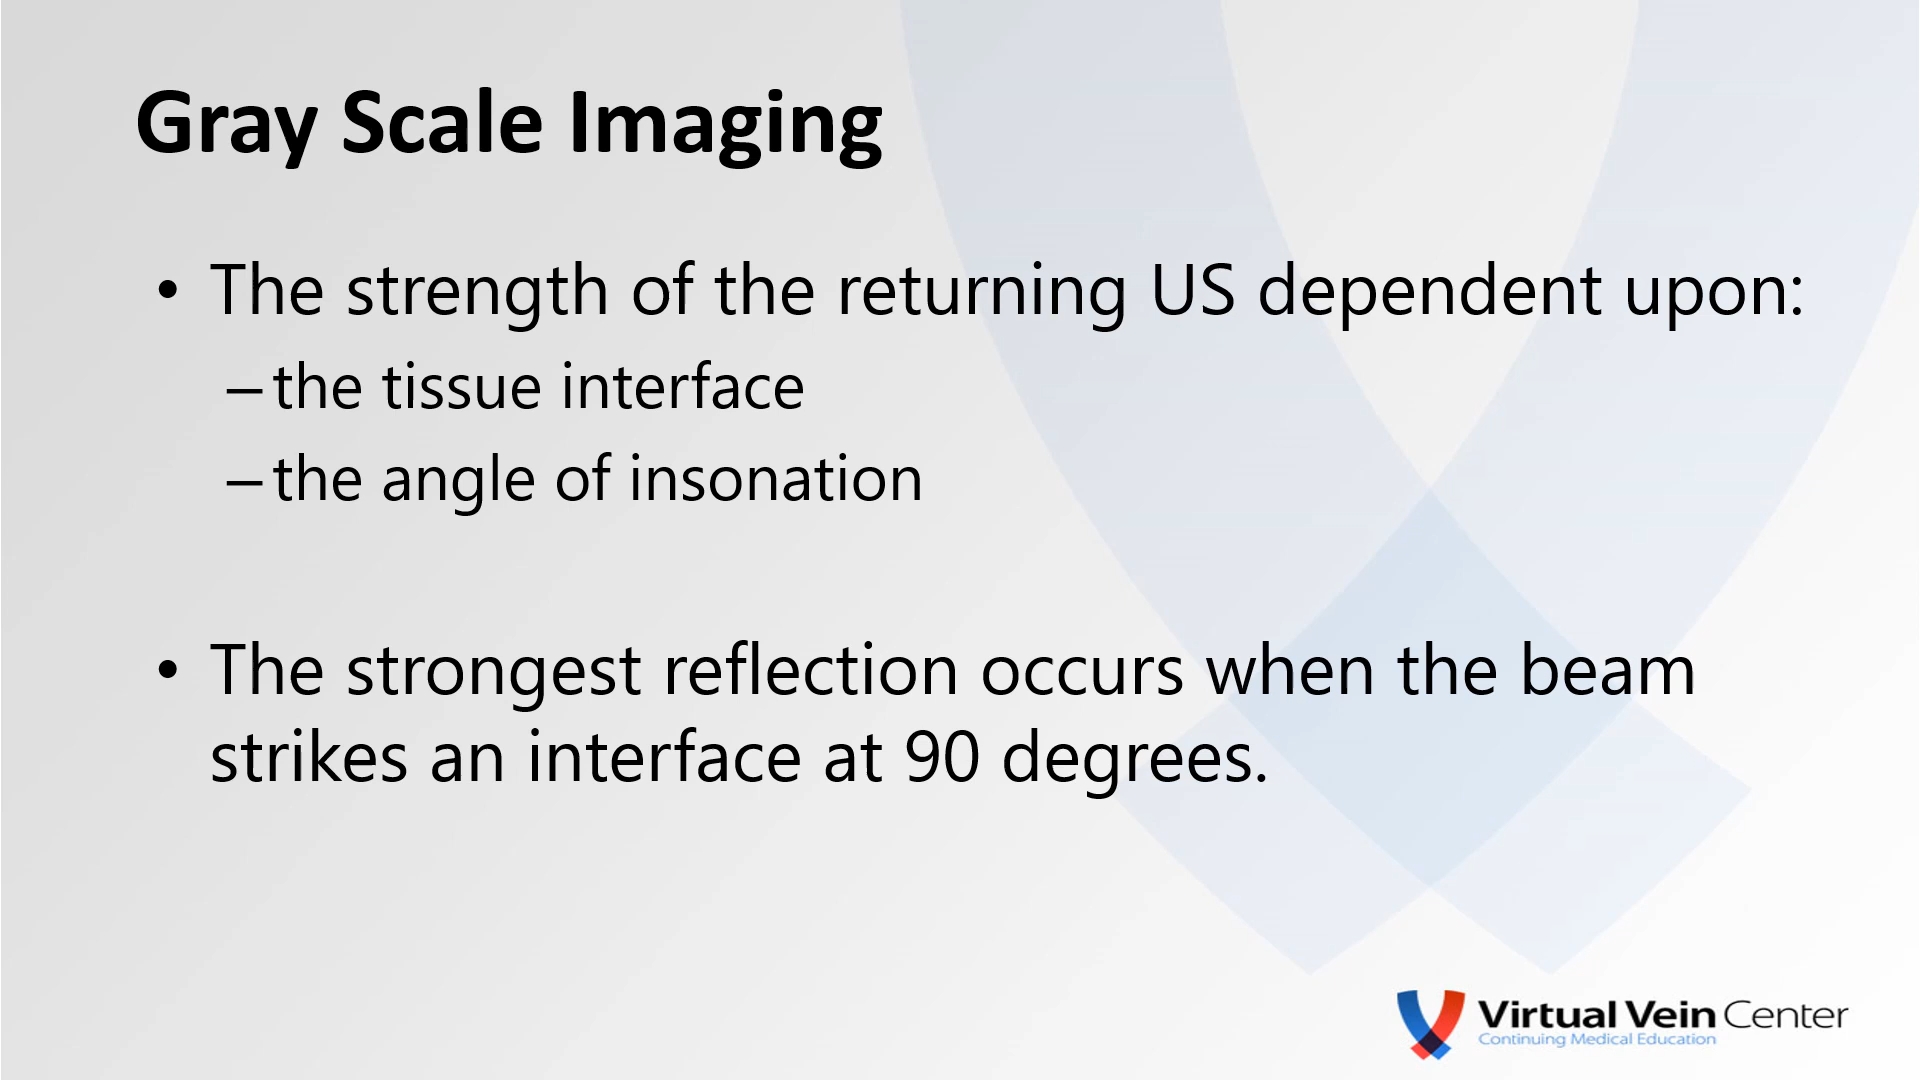 Gray Scale Imaging
• The strength of the returning US dependent upon:
– the tissue interface
– the angle of insonation
• The strongest reflection occurs when the beam
strikes an interface at 90 degrees.
Virtual Vein Center
Continuing Medical Education